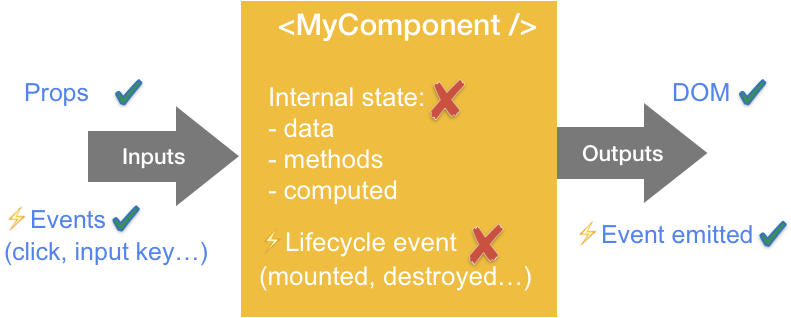 <MyComponent />
Props
Inputs
⚡Events
(click, input key…)
Internal state:
- data
- methods
- computed
⚡Lifecycle event
(mounted, destroyed…)
DOM
Outputs
⚡Event emitted